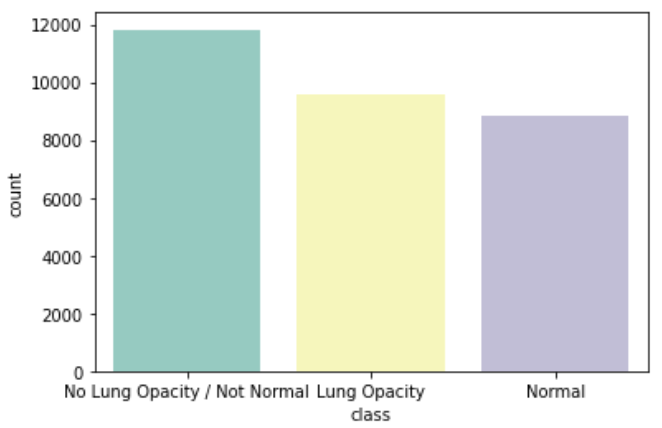 12000
10000
8000
6000
4000
2000
0
count
No Lung Opacity / Not Normal
Lung Opacity
Normal
class